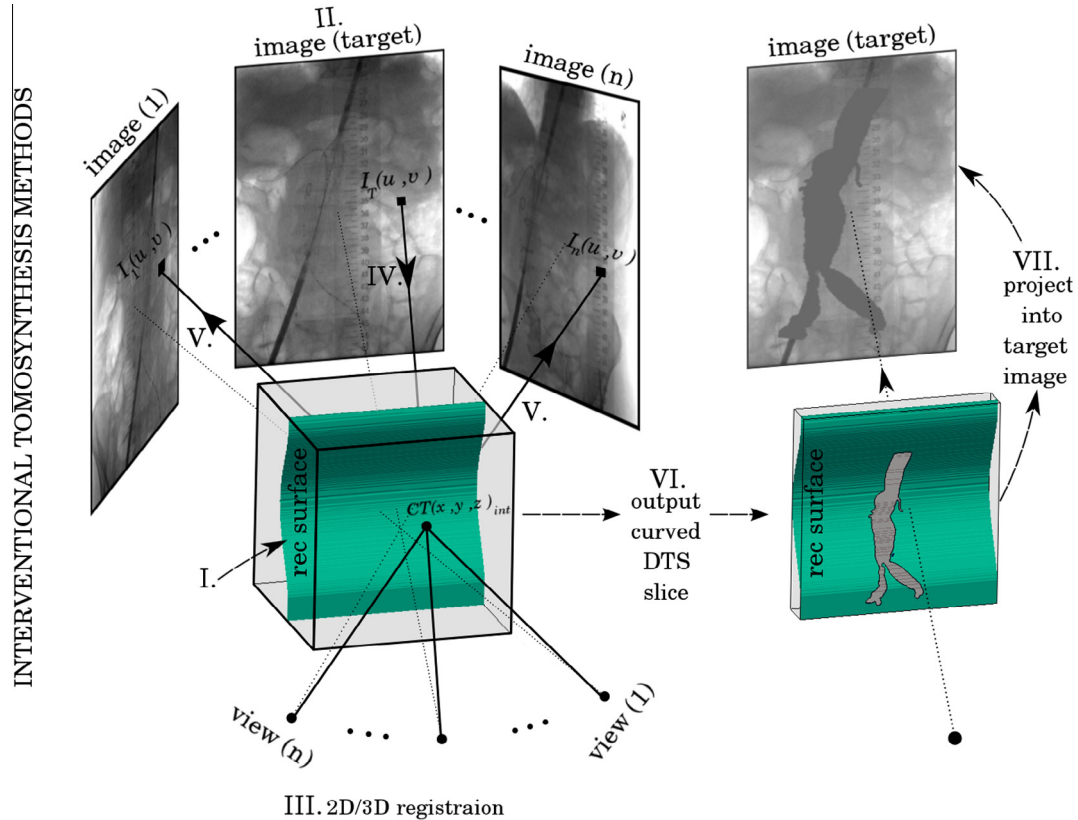 INTERVENTIONAL TOMOSYNTHESIS METHODS
II.
image (target)
image (1)
image (n)
I_1(u ,v )
I_T(u ,v )
I_n(u ,v )
IV.
V.
V.
rec surface
CT(x ,y ,z )_int
I.
view (n)
view (1)
III. 2D/3D registraion
VI.
output
curved
DTS
slice
image (target)
rec surface
VII.
project
into
target
image